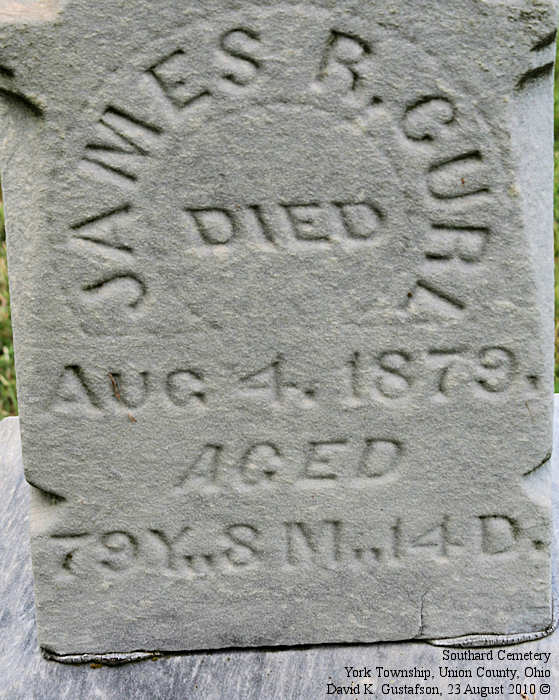 JAMES R. CURL
DIED
AUG 4. 1879.
AGED
79Y.,8M.,14D.
Southard Cemetery
York Township, Union County, Ohio
David K. Gustafson, 23 August 2010 ©